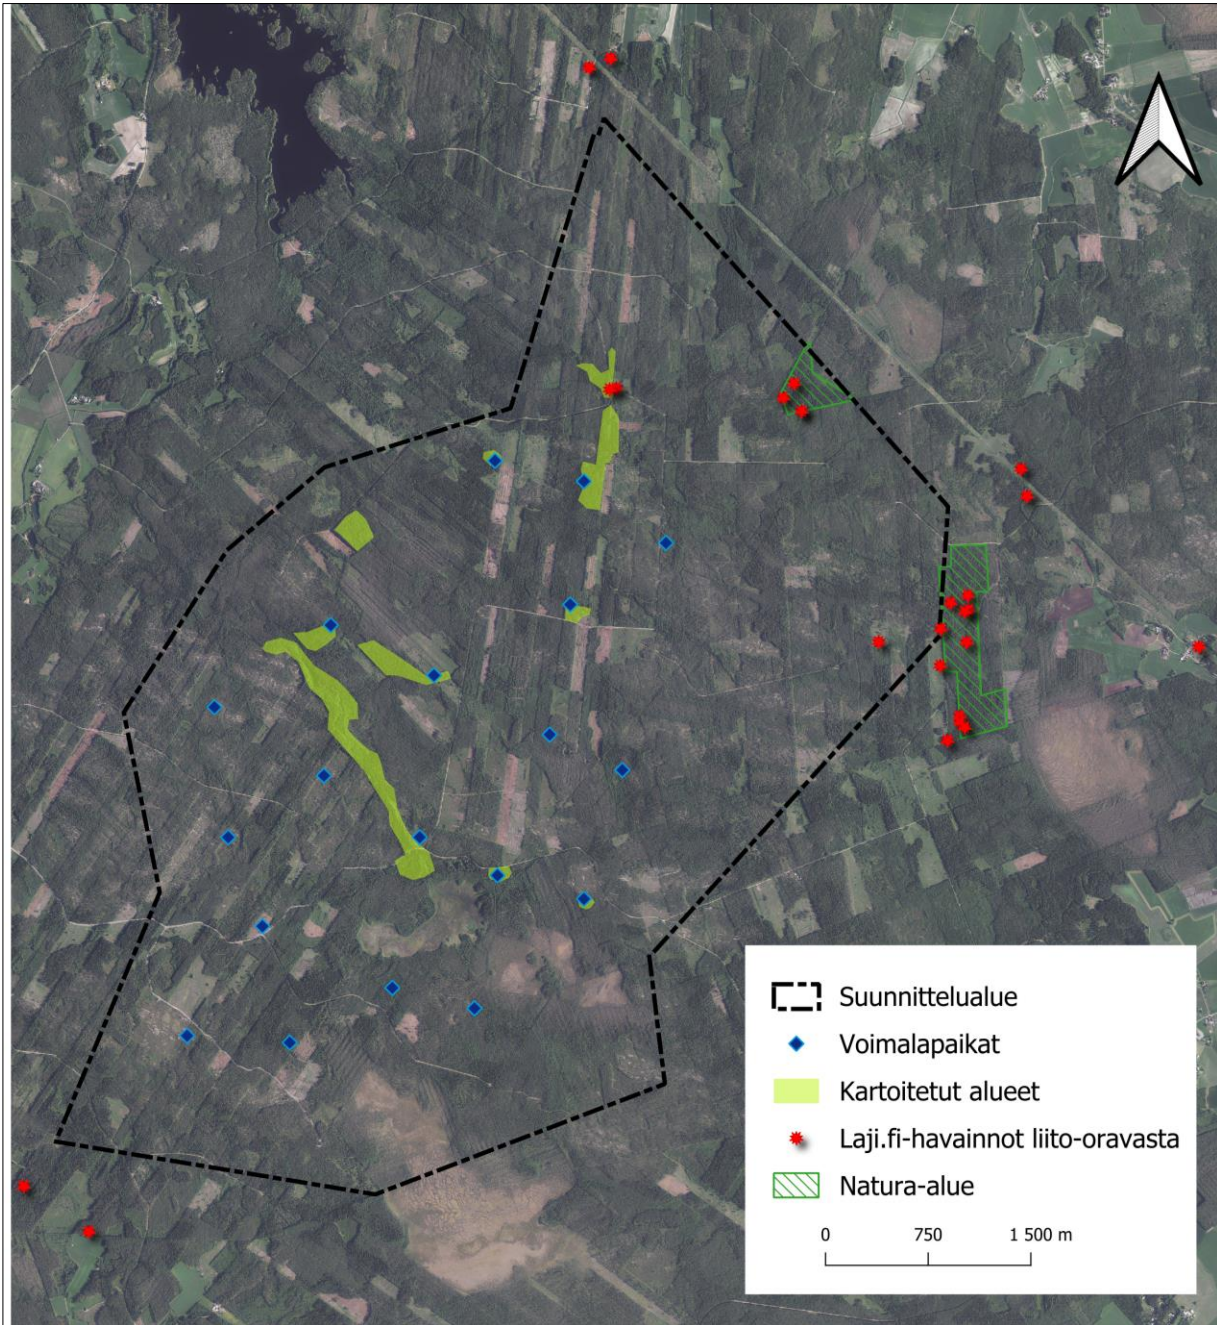 Suunnittelualue
Voimalapaikat
Kartoitetut alueet
Laji.fi-havainnot liito-oravasta
Natura-alue
0 750 1 500 m